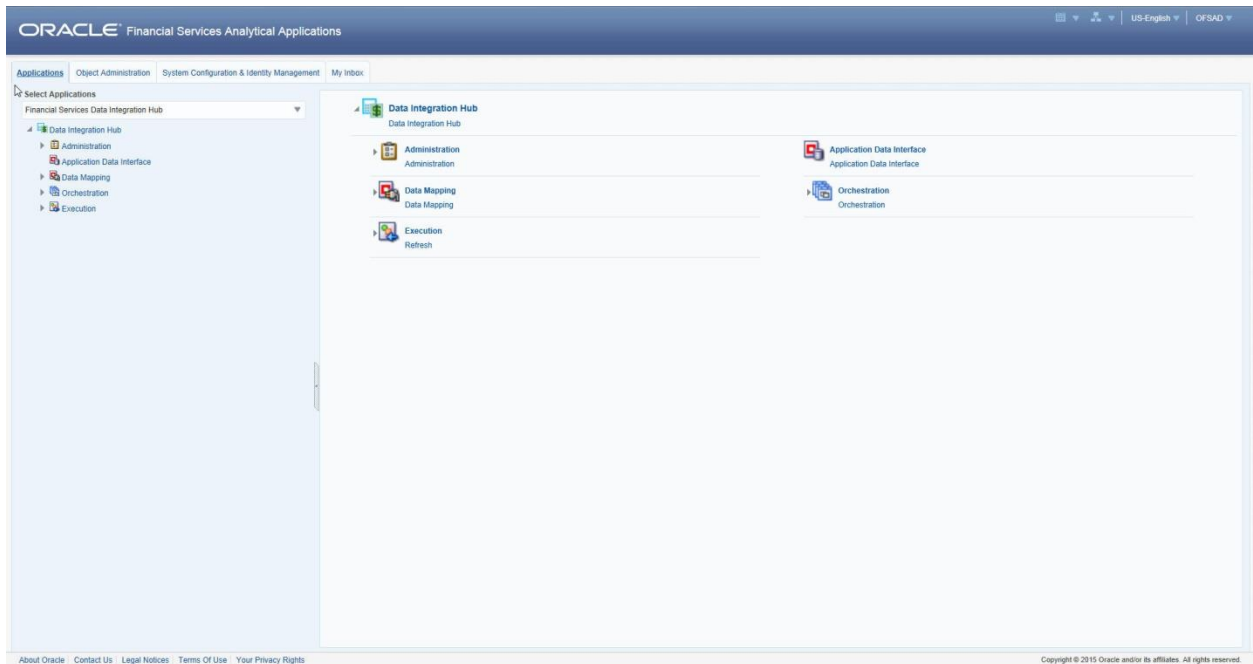 ORACLE® Financial Services Analytical Applications
US-English OFSAD
Applications Object Administration System Configuration & Identity Management My Inbox
Select Applications
Financial Services Data Integration Hub
Data Integration Hub
Administration
Application Data Interface
Data Mapping
Orchestration
Execution
Data Integration Hub
Data Integration Hub
Administration
Administration
Application Data Interface
Application Data Interface
Data Mapping
Data Mapping
Orchestration
Orchestration
Execution
Refresh
About Oracle Contact Us Legal Notices Terms Of Use Your Privacy Rights
Copyright © 2015 Oracle and/or its affiliates. All rights reserved.